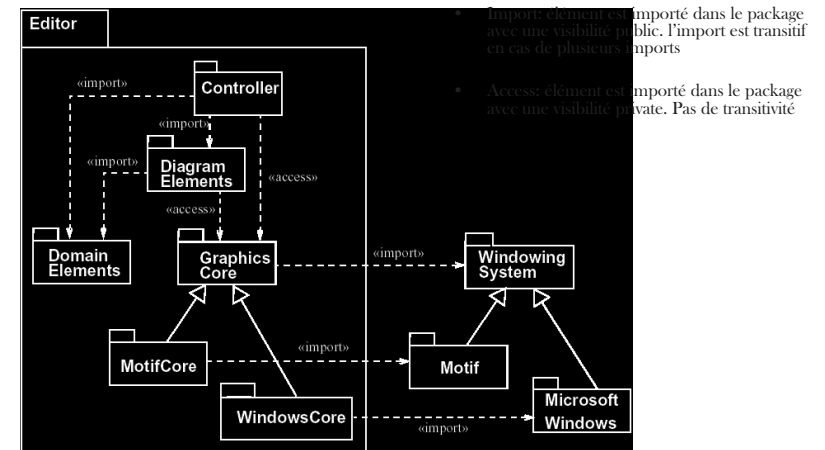 Editor
• Import: élément est importé dans le package
avec une visibilité public. l'import est transitif
en cas de plusieurs imports
• Access: élément est importé dans le package
avec une visibilité private. Pas de transitivité
«import»
Controller
«import»
«import»
Diagram
Elements
«access»
«access»
Domain
Elements
Graphics
Core
«import»
Windowing
System
MotifCore
«import»
Motif
WindowsCore
«import»
Microsoft
Windows